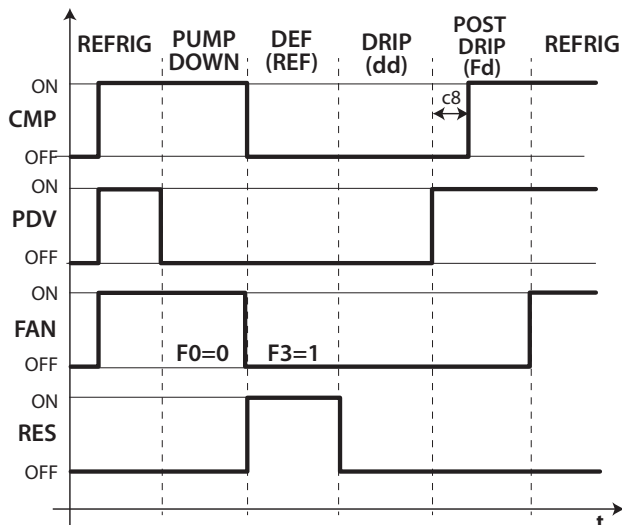 REFRIG PUMP DOWN DEF (REF) DRIP (dd) POST DRIP (Fd) REFRIG
ON
CMP
OFF
c8
ON
PDV
OFF
ON
FAN
OFF
F0=0 F3=1
ON
RES
OFF
t